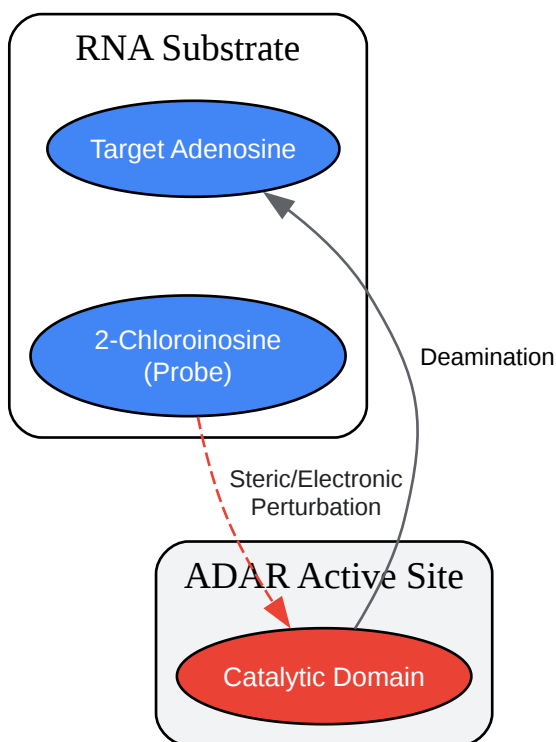 RNA Substrate
Target Adenosine
2-Chloroinosine
(Probe)
Deamination
Steric/Electronic
Perturbation
ADAR Active Site
Catalytic Domain